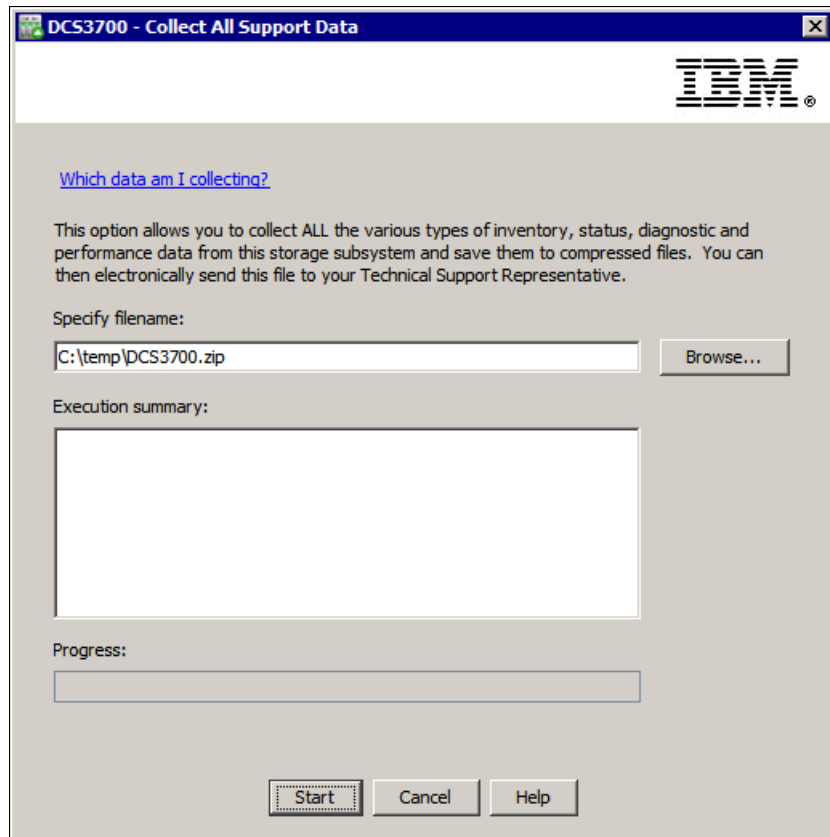 DCS3700 - Collect All Support Data
IBM®
Which data am I collecting?
This option allows you to collect ALL the various types of inventory, status, diagnostic and
performance data from this storage subsystem and save them to compressed files. You can
then electronically send this file to your Technical Support Representative.
Specify filename:
C:\temp\DCS3700.zip
Browse...
Execution summary:
Progress:
Start
Cancel
Help